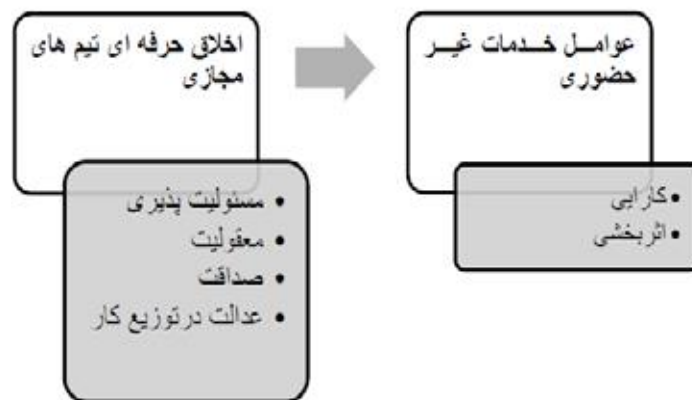 اخلاق حرفه ای تیم های
مجازی
• مسئولیت پذیری
• معقولیت
• صداقت
• عدالت درتوزیع کار
عوامل خدمات غیر
حضوری
• کارایی
• اثربخشی